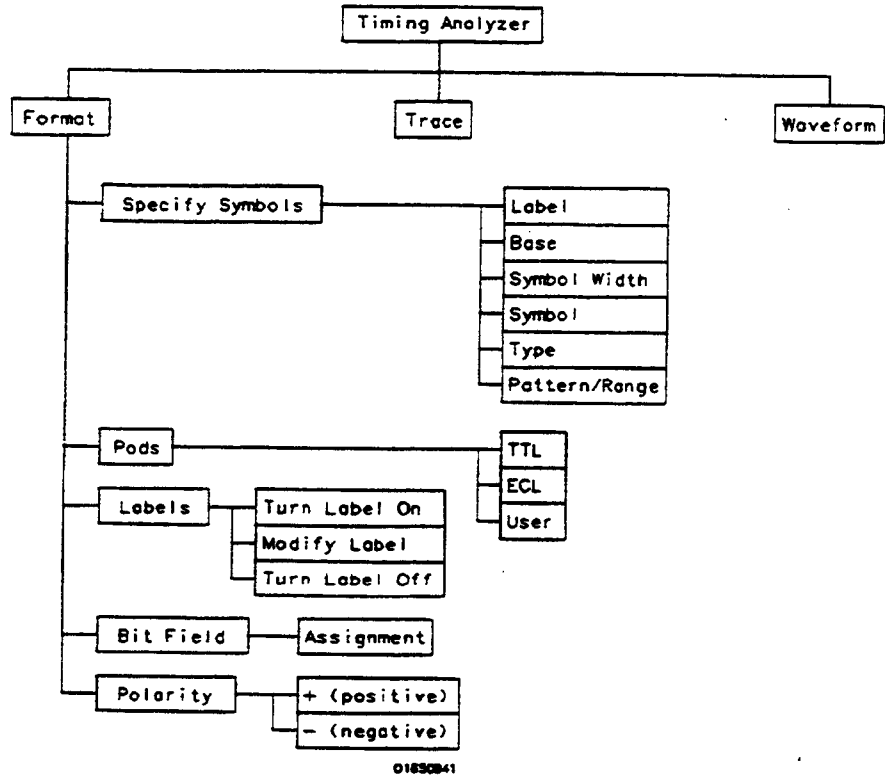 Timing Analyzer
Format
Trace
Waveform
Specify Symbols
Label
Base
Symbol Width
Symbol
Type
Pattern/Range
Pods
TTL
ECL
User
Labels
Turn Label On
Modify Label
Turn Label Off
Bit Field
Assignment
Polarity
+ (positive)
- (negative)